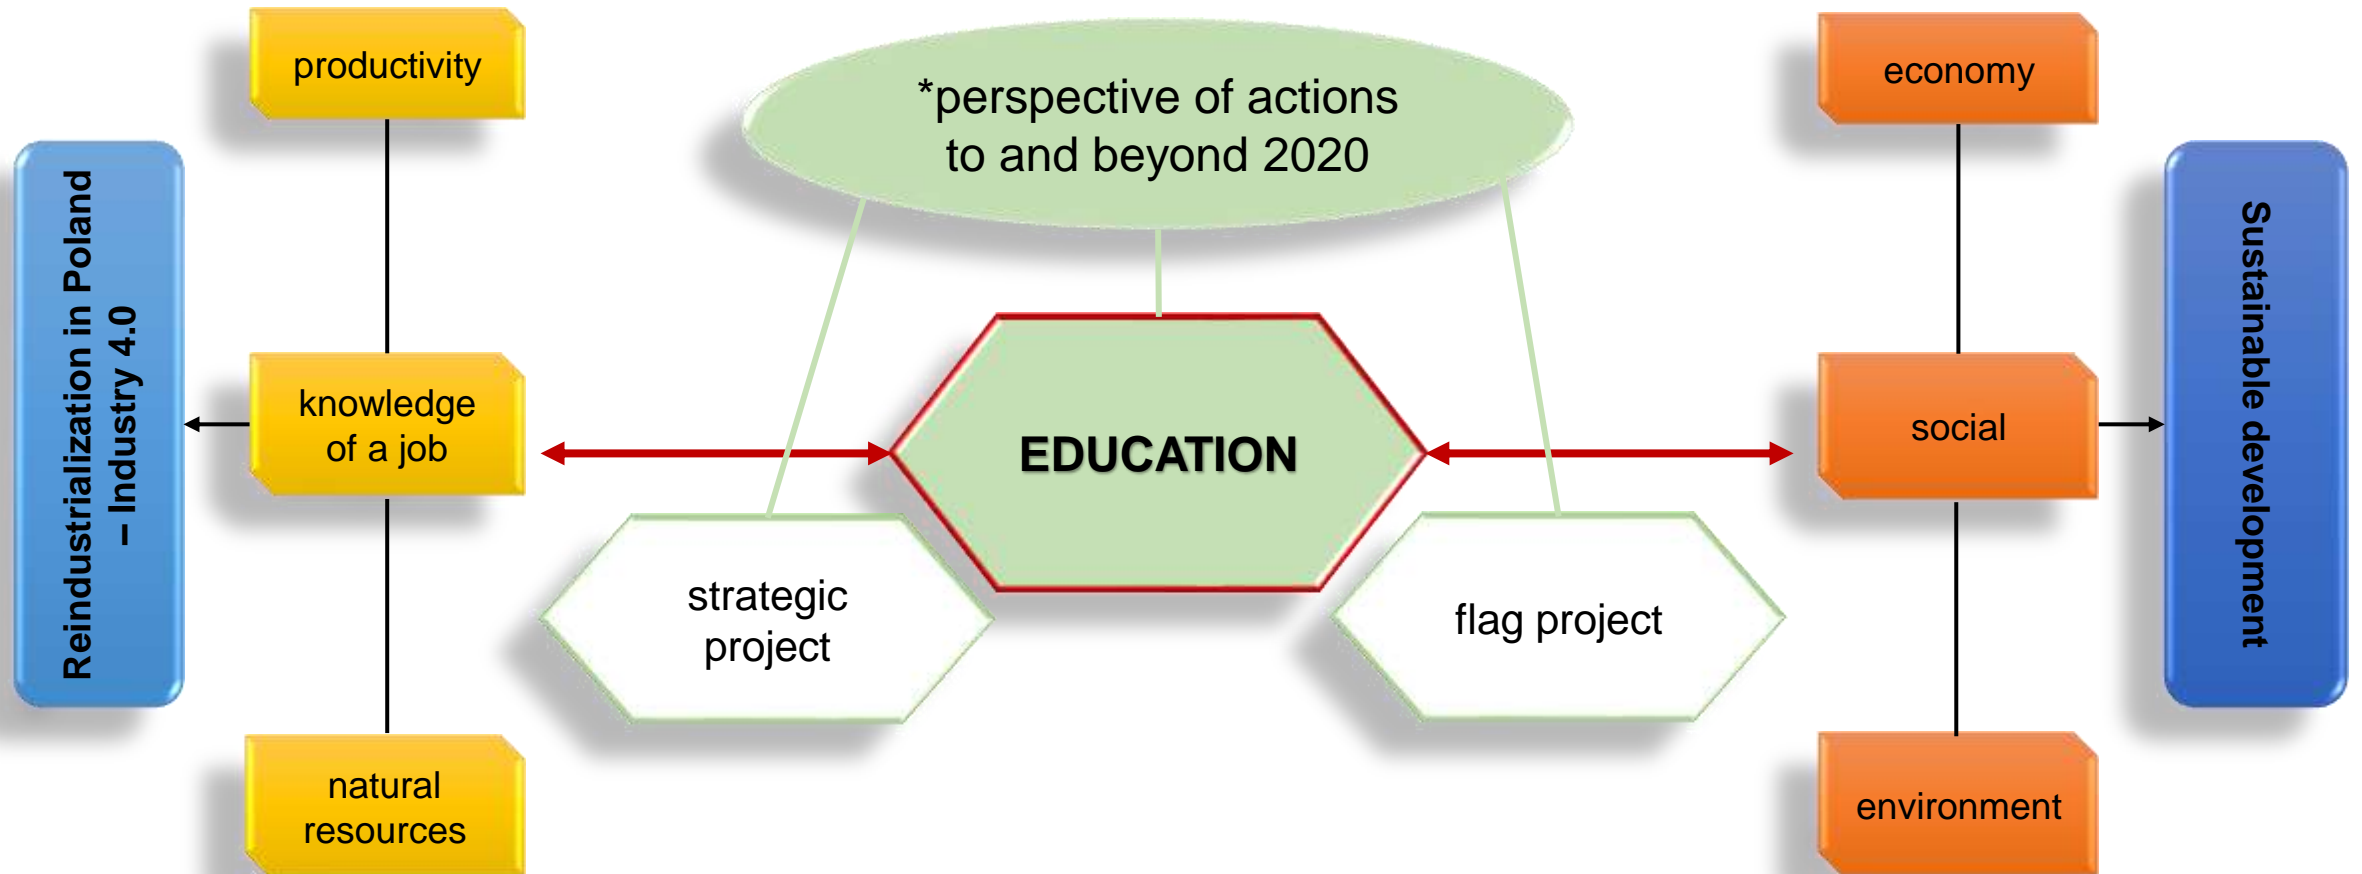 Reindustrialization in Poland
– Industry 4.0
productivity
knowledge
of a job
natural
resources
*perspective of actions
to and beyond 2020
EDUCATION
strategic
project
flag project
economy
social
environment
Sustainable development